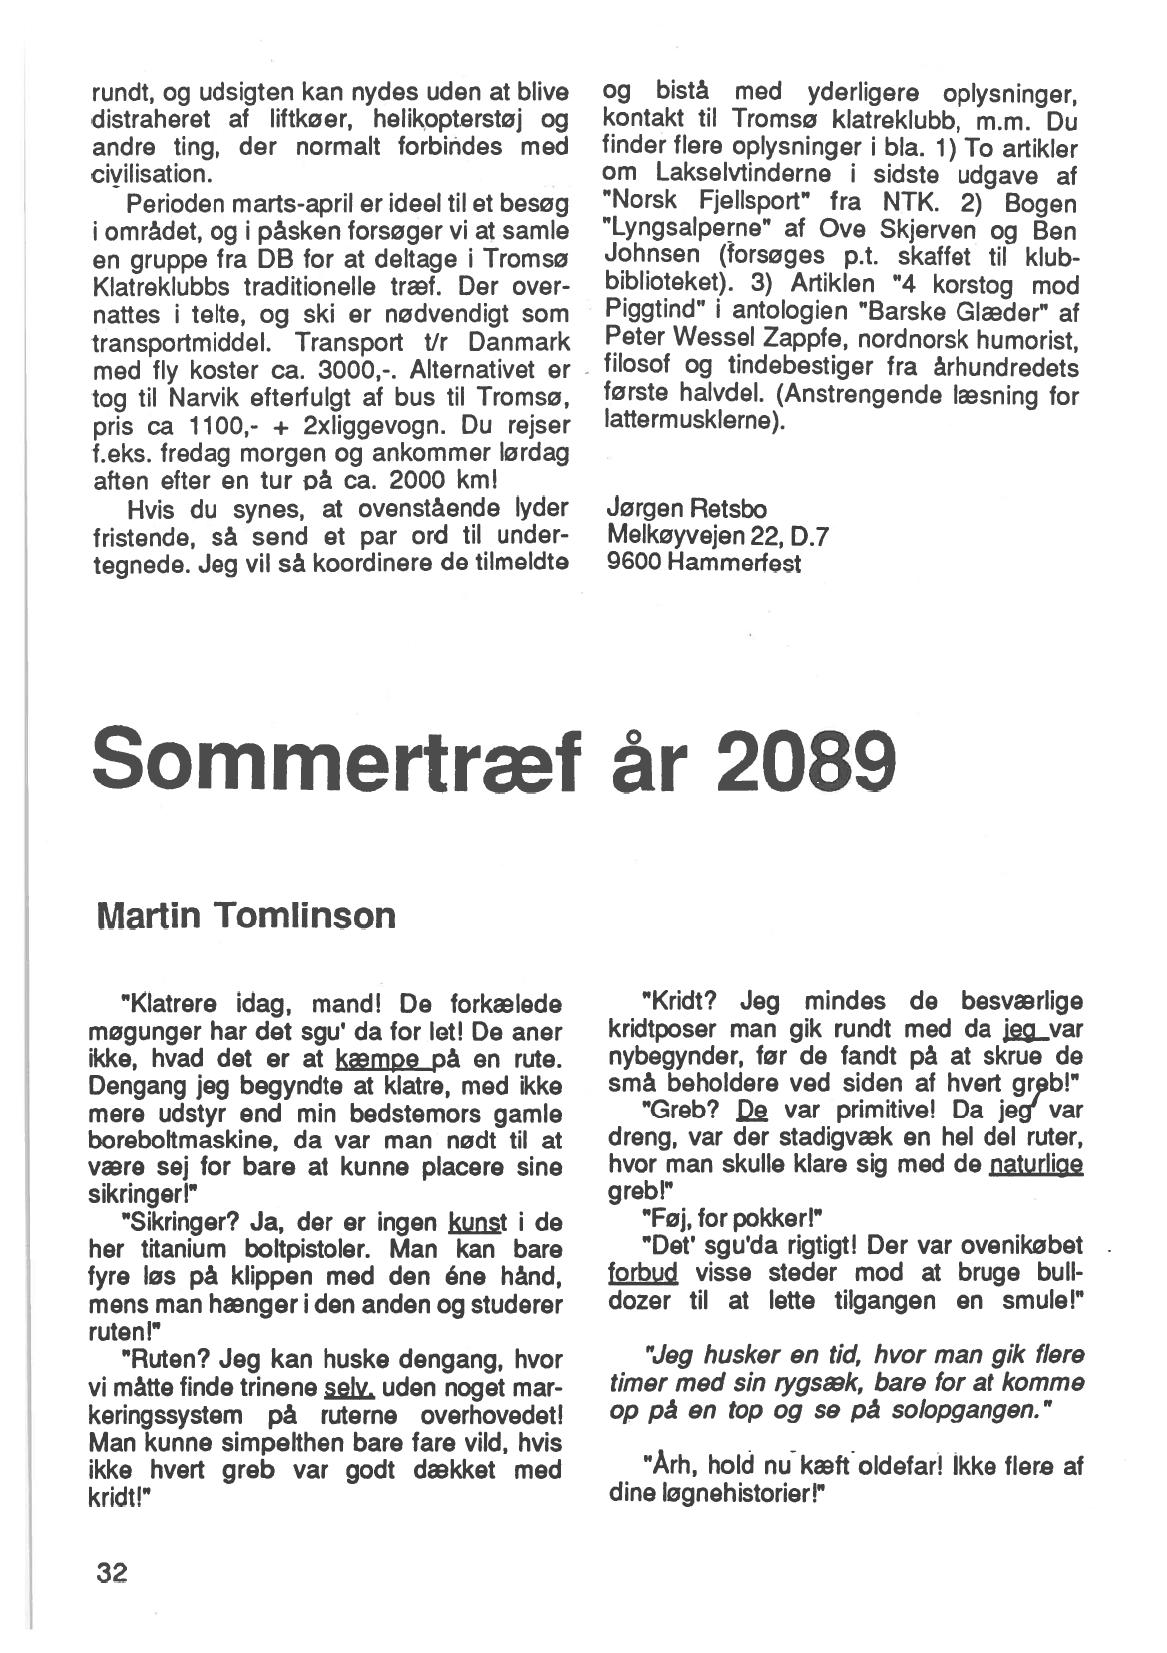 rundt, og udsigten kan nydes uden at blive
distraheret af liftkøer, helikopterstøj og
andre ting, der normalt forbindes med
civilisation.
Perioden marts-april er ideel til et besøg
i området, og i påsken forsøger vi at samle
en gruppe fra DB for at deltage i Tromsø
Klatreklubbs traditionelle træf. Der over-
nattes i telte, og ski er nødvendigt som
transportmiddel. Transport t/r Danmark
med fly koster ca. 3000,-. Alternativet er
tog til Narvik efterfulgt af bus til Tromsø,
pris ca 1100,- + 2xliggevogn. Du rejser
f.eks. fredag morgen og ankommer lørdag
aften efter en tur på ca. 2000 km!
Hvis du synes, at ovenstående lyder
fristende, så send et par ord til under-
tegnede. Jeg vil så koordinere de tilmeldte
og bistå med yderligere oplysninger,
kontakt til Tromsø klatreklubb, m.m. Du
finder flere oplysninger i bla. 1) To artikler
om Lakselvtinderne i sidste udgave af
"Norsk Fjellsport" fra NTK. 2) Bogen
"Lyngsalperne" af Ove Skjerven og Ben
Johnsen (forsøges p.t. skaffet til klub-
biblioteket). 3) Artiklen "4 korstog mod
Piggtind" i antologien "Barske Glæder" af
Peter Wessel Zappfe, nordnorsk humorist,
filosof og tindebestiger fra århundredets
første halvdel. (Anstrengende læsning for
lattermusklerne).
Jørgen Retsbo
Melkøyvejen 22, D.7
9600 Hammerfest
Sommertræf år 2089
Martin Tomlinson
"Klatrere idag, mand! De forkælede
møgunger har det sgu' da for let! De aner
ikke, hvad det er at kæmpe på en rute.
Dengang jeg begyndte at klatre, med ikke
mere udstyr end min bedstemors gamle
boreboltmaskine, da var man nødt til at
være sej for bare at kunne placere sine
sikringer!"
"Sikringer? Ja, der er ingen kunst i de
her titanium boltpistoler. Man kan bare
fyre løs på klippen med den éne hånd,
mens man hænger i den anden og studerer
ruten!"
"Ruten? Jeg kan huske dengang, hvor
vi måtte finde trinene selv, uden noget mar-
keringssystem på ruterne overhovedet!
Man kunne simpelthen bare fare vild, hvis
ikke hvert greb var godt dækket med
kridt!"
"Kridt? Jeg mindes de besværlige
kridtposer man gik rundt med da jeg var
nybegynder, før de fandt på at skrue de
små beholdere ved siden af hvert greb!"
"Greb? De var primitive! Da jeg var
dreng, var der stadigvæk en hel del ruter,
hvor man skulle klare sig med de naturlige
greb!"
"Føj, for pokker!"
"Det' sgu'da rigtigt! Der var ovenikøbet
forbud visse steder mod at bruge bull-
dozer til at lette tilgangen en smule!"
"Jeg husker en tid, hvor man gik flere
timer med sin rygsæk, bare for at komme
op på en top og se på solopgangen."
"Årh, hold nu kæft oldefar! Ikke flere af
dine løgnehistorier!"
32